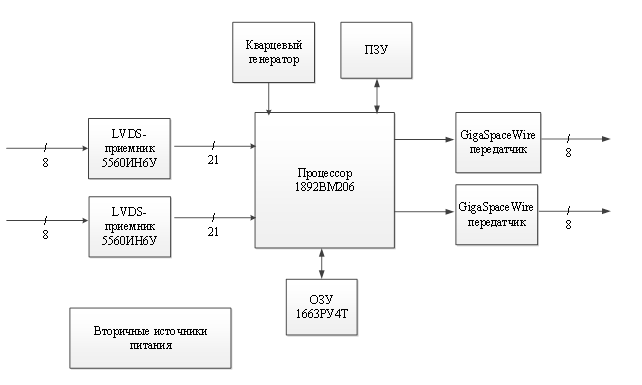 Кварцевый
генератор
ПЗУ
LVDS-
приемник
5560ИН6У
8
21
Процессор
1892ВМ206
GigaSpaceWire
передатчик
8
LVDS-
приемник
5560ИН6У
8
21
GigaSpaceWire
передатчик
8
ОЗУ
1663РУ4Т
Вторичные источники
питания